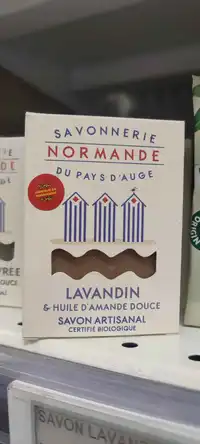 SAVONNERIE
NORMANDE
DU PAYS D'AUGE
LAVANDIN
& HUILE D'AMANDE DOUCE
SAVON ARTISANAL
CERTIFIÉ BIOLOGIQUE
SAVON LAVAN